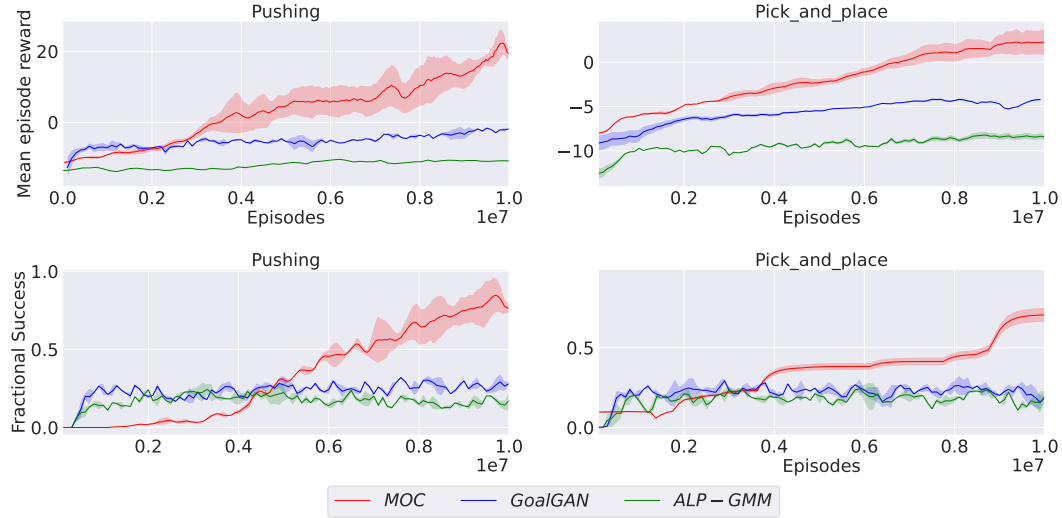 Pushing
Pick_and_place
Mean episode reward
20
0
0
−5
−10
0.0 0.2 0.4 0.6 0.8 1.0
Episodes
1e7
0.2 0.4 0.6 0.8 1.0
Episodes
1e7
Pushing
Pick_and_place
Fractional Success
1.0
0.5
0.0
0.5
0.0
0.2 0.4 0.6 0.8 1.0
1e7
0.2 0.4 0.6 0.8 1.0
Episodes
1e7
MOC GoalGAN ALP − GMM